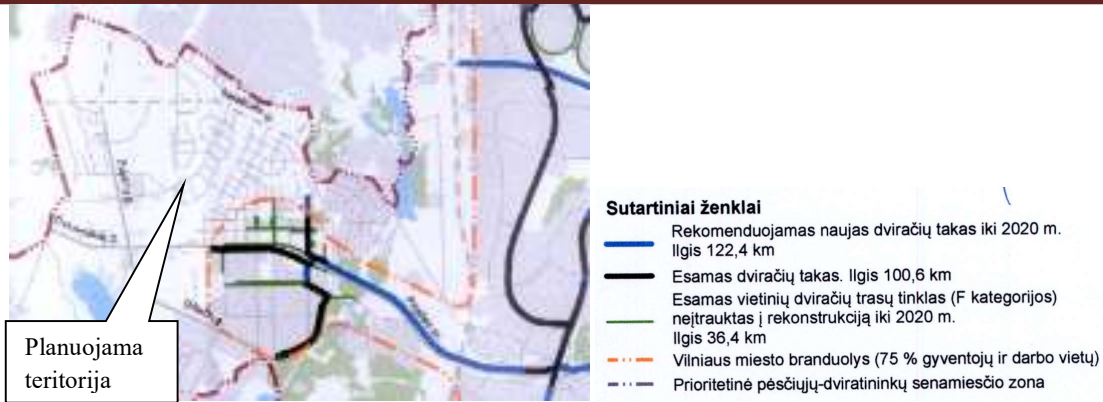 Planuojama
teritorija
Sutartiniai ženklai
Rekomenduojamas naujas dviračių takas iki 2020 m.
Ilgis 122,4 km
Esamas dviračių takas. Ilgis 100,6 km
Esamas vietinių dviračių trasų tinklas (F kategorijos)
neįtrauktas į rekonstrukciją iki 2020 m.
Ilgis 36,4 km
Vilniaus miesto branduolys (75 % gyventojų ir darbo vietų)
Prioritetinė pėsčiųjų-dviratininkų senamiesčio zona